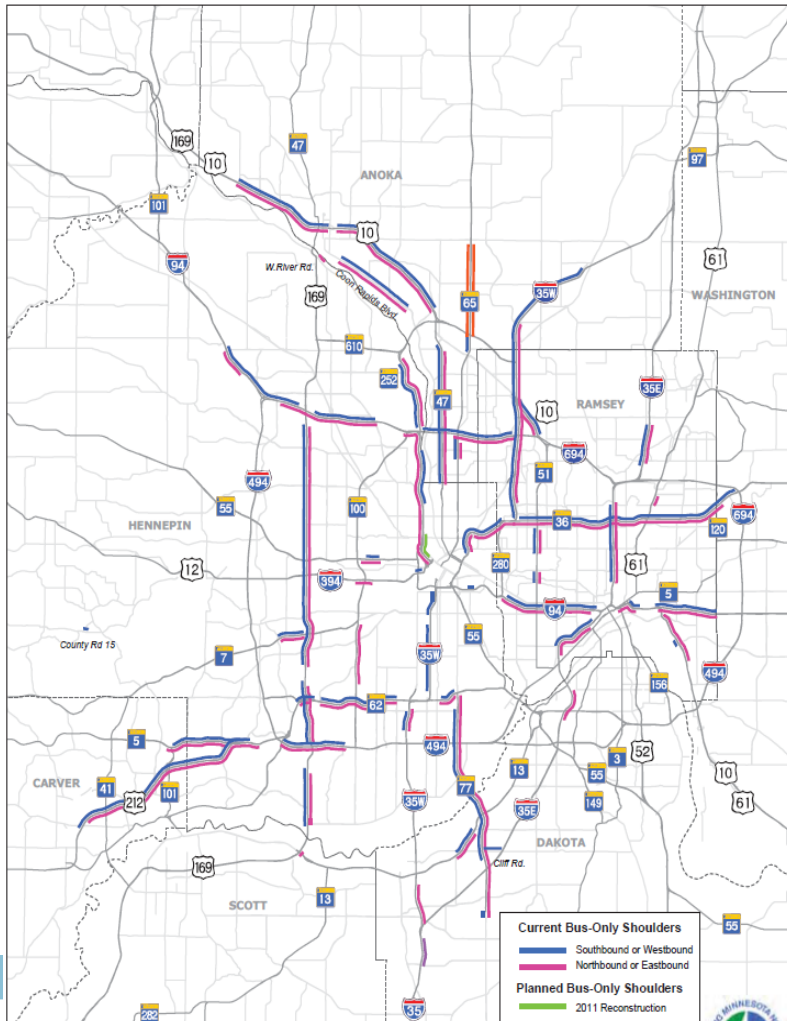 169
10
47
97
ANOKA
101
10
61
94
W.River Rd.
Coon Rapids Blvd.
169
65
35W
WASHINGTON
610
252
47
35E
10
RAMSEY
694
51
494
55
100
HENNEPIN
36
694
120
12
394
280
61
94
5
County Rd 15
7
55
35W
156
494
62
5
494
13
3
52
55
CARVER
41
101
212
77
35W
35E
149
10
61
DAKOTA
Cliff Rd.
169
SCOTT
13
55
Current Bus-Only Shoulders
Southbound or Westbound
Northbound or Eastbound
Planned Bus-Only Shoulders
2011 Reconstruction
282
35
MINNESOTA